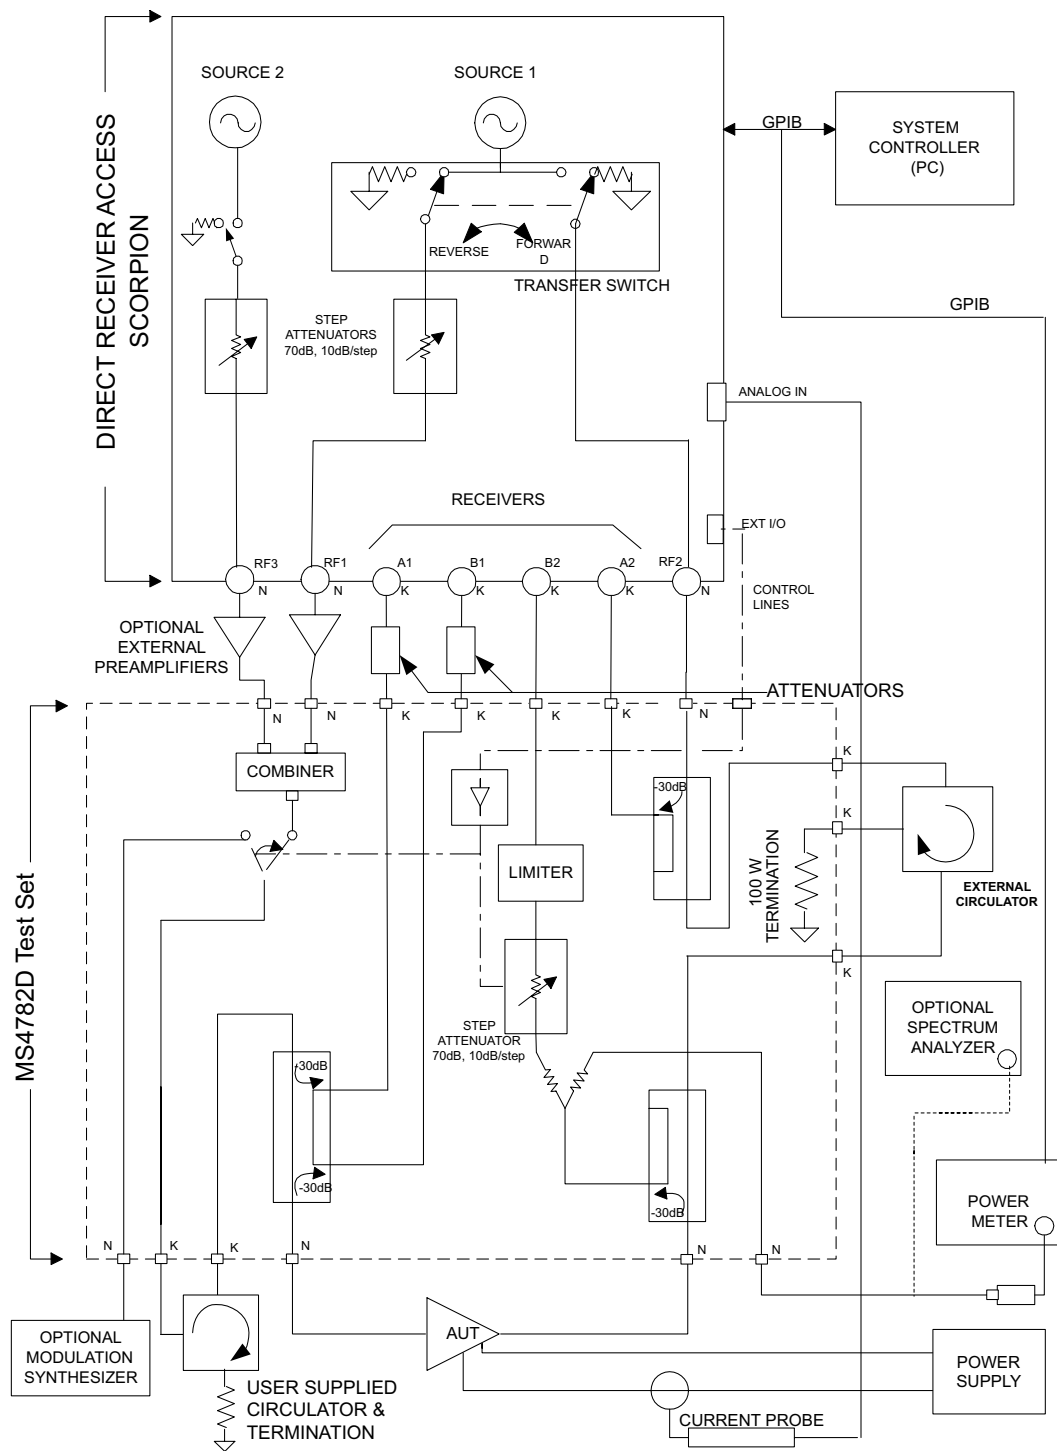 SOURCE 2
SOURCE 1
GPIB
SYSTEM
CONTROLLER
(PC)
DIRECT RECEIVER ACCESS
SCORPION
REVERSE
FORWAR
D
TRANSFER SWITCH
GPIB
STEP
ATTENUATORS
70dB, 10dB/step
ANALOG IN
RECEIVERS
EXT I/O
RF3
N
RF1
N
A1
K
B1
K
B2
K
A2
K
RF2
N
CONTROL
LINES
OPTIONAL
EXTERNAL
PREAMPLIFIERS
ATTENUATORS
N
N
K
K
K
K
N
COMBINER
-30dB
K
K
LIMITER
100 W
TERMINATION
EXTERNAL
CIRCULATOR
MS4782D Test Set
K
STEP
ATTENUATOR
70dB, 10dB/step
OPTIONAL
SPECTRUM
ANALYZER
-30dB
-30dB
-30dB
POWER
METER
N
K
K
N
N
N
OPTIONAL
MODULATION
SYNTHESIZER
AUT
POWER
SUPPLY
USER SUPPLIED
CIRCULATOR &
TERMINATION
CURRENT PROBE